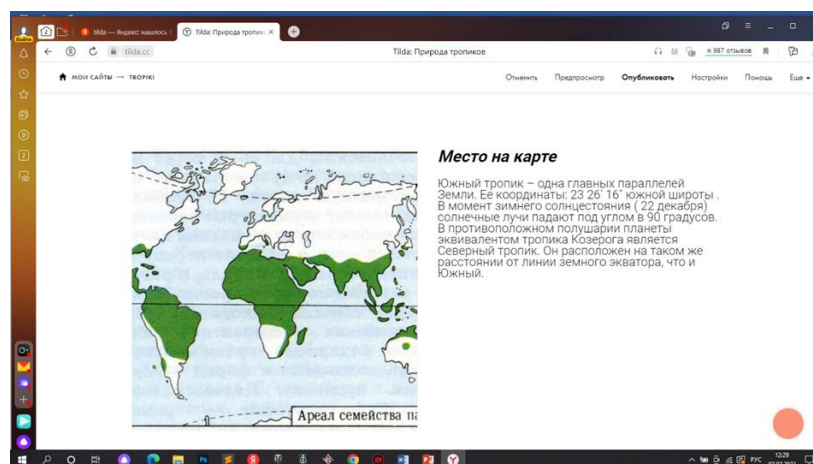 tilda — Яндекс нашлось
Tilda: Природа тропик
tilda.cc
Tilda: Природа тропиков
987 отзывов
МОИ САЙТЫ — TROPIKI
Отменить Предпросмотр Опубликовать Настройки Помощь Еще
Место на карте
Южный тропик – одна главных параллелей
Земли. Ее координаты: 23 26' 16" южной широты .
В момент зимнего солнцестояния ( 22 декабря)
солнечные лучи падают под углом в 90 градусов.
В противоположном полушарии планеты
эквивалентом тропика Козерога является
Северный тропик. Он расположен на таком же
расстоянии от линии земного экватора, что и
Южный.
Ареал семейства па
РУС
12:29